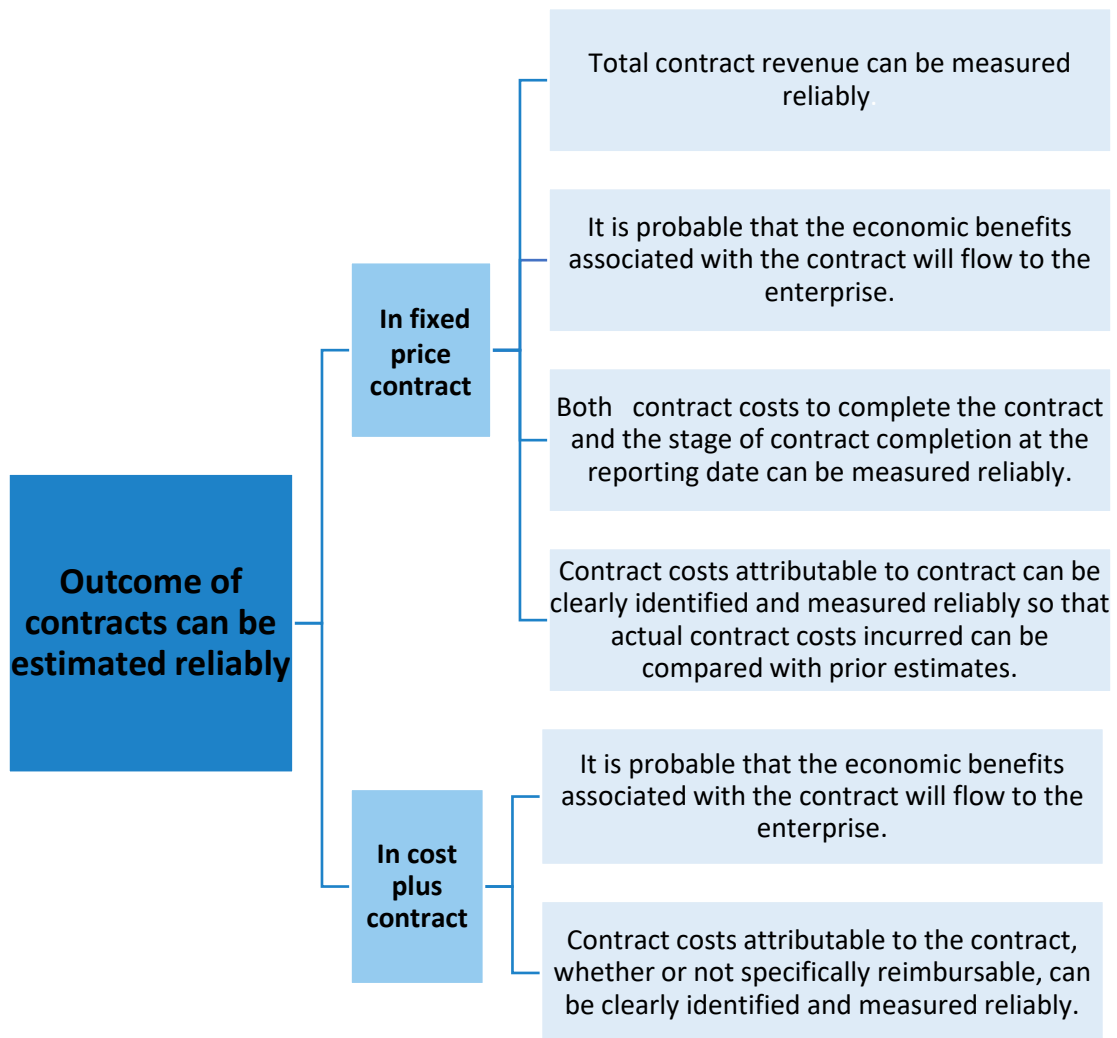 Outcome of
contracts can be
estimated reliably
In fixed
price
contract
Total contract revenue can be measured
reliably.
It is probable that the economic benefits
associated with the contract will flow to the
enterprise.
Both contract costs to complete the contract
and the stage of contract completion at the
reporting date can be measured reliably.
Contract costs attributable to contract can be
clearly identified and measured reliably so that
actual contract costs incurred can be
compared with prior estimates.
In cost
plus
contract
It is probable that the economic benefits
associated with the contract will flow to the
enterprise.
Contract costs attributable to the contract,
whether or not specifically reimbursable, can
be clearly identified and measured reliably.